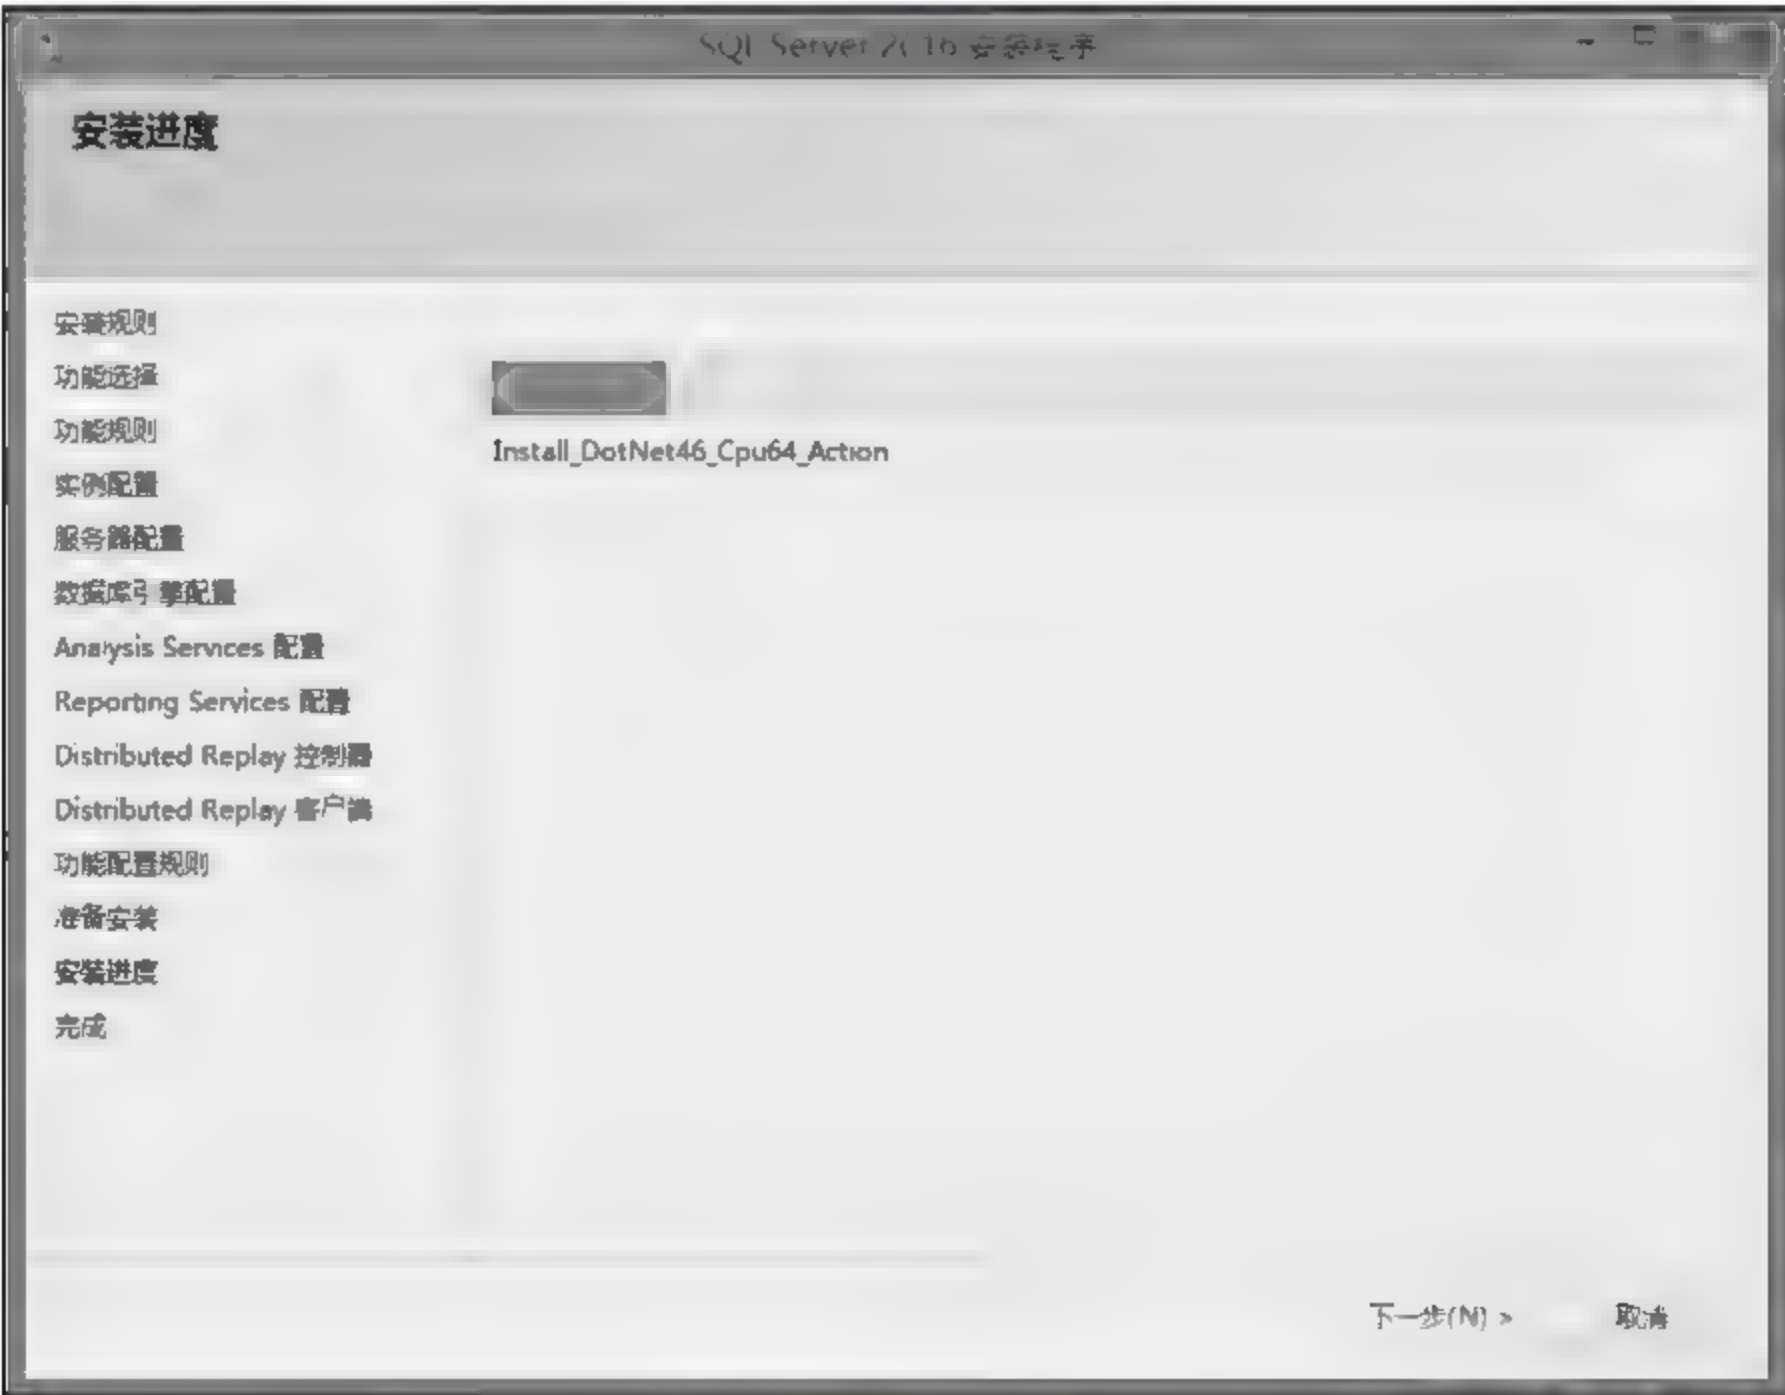 SQL Server 2016 安装程序
安装进度
安装规则
功能选择
功能规则
实例配置
服务器配置
数据库引擎配置
Analysis Services 配置
Reporting Services 配置
Distributed Replay 控制器
Distributed Replay 客户端
功能配置规则
准备安装
安装进度
完成
Install_DotNet46_Cpu64_Action
下一步(N) >
取消